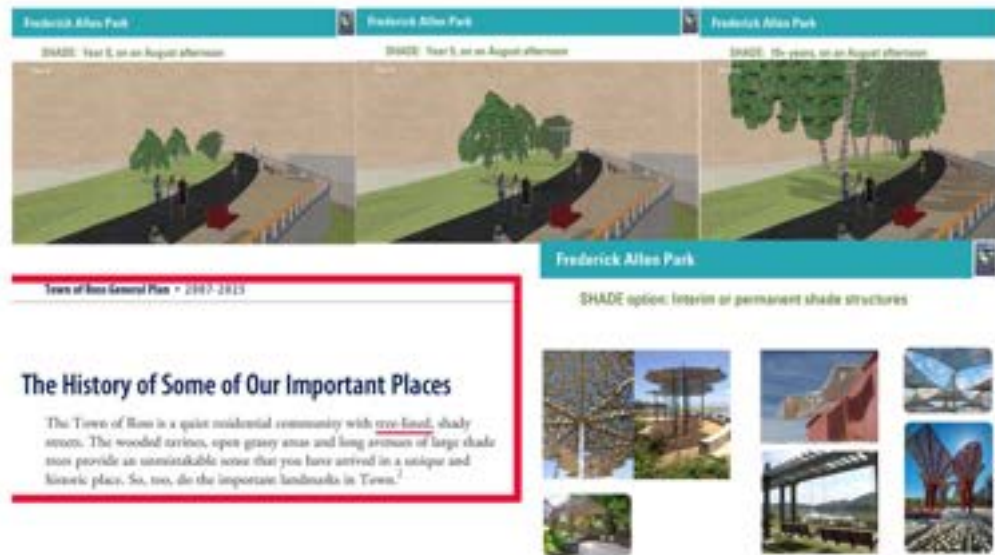 Frederick Allen Park
SHADE: Year 0, on an August afternoon
Frederick Allen Park
SHADE: Year 5, on an August afternoon
Frederick Allen Park
SHADE: 10+ years, on an August afternoon
Town of Ross General Plan • 2007-2025
The History of Some of Our Important Places
The Town of Ross is a quiet residential community with tree-lined, shady
streets. The wooded ravines, open grassy areas and long avenues of large shade
trees provide an unmistakable sense that you have arrived in a unique and
historic place. So, too, do the important landmarks in Town.²
Frederick Allen Park
SHADE option: Interim or permanent shade structures